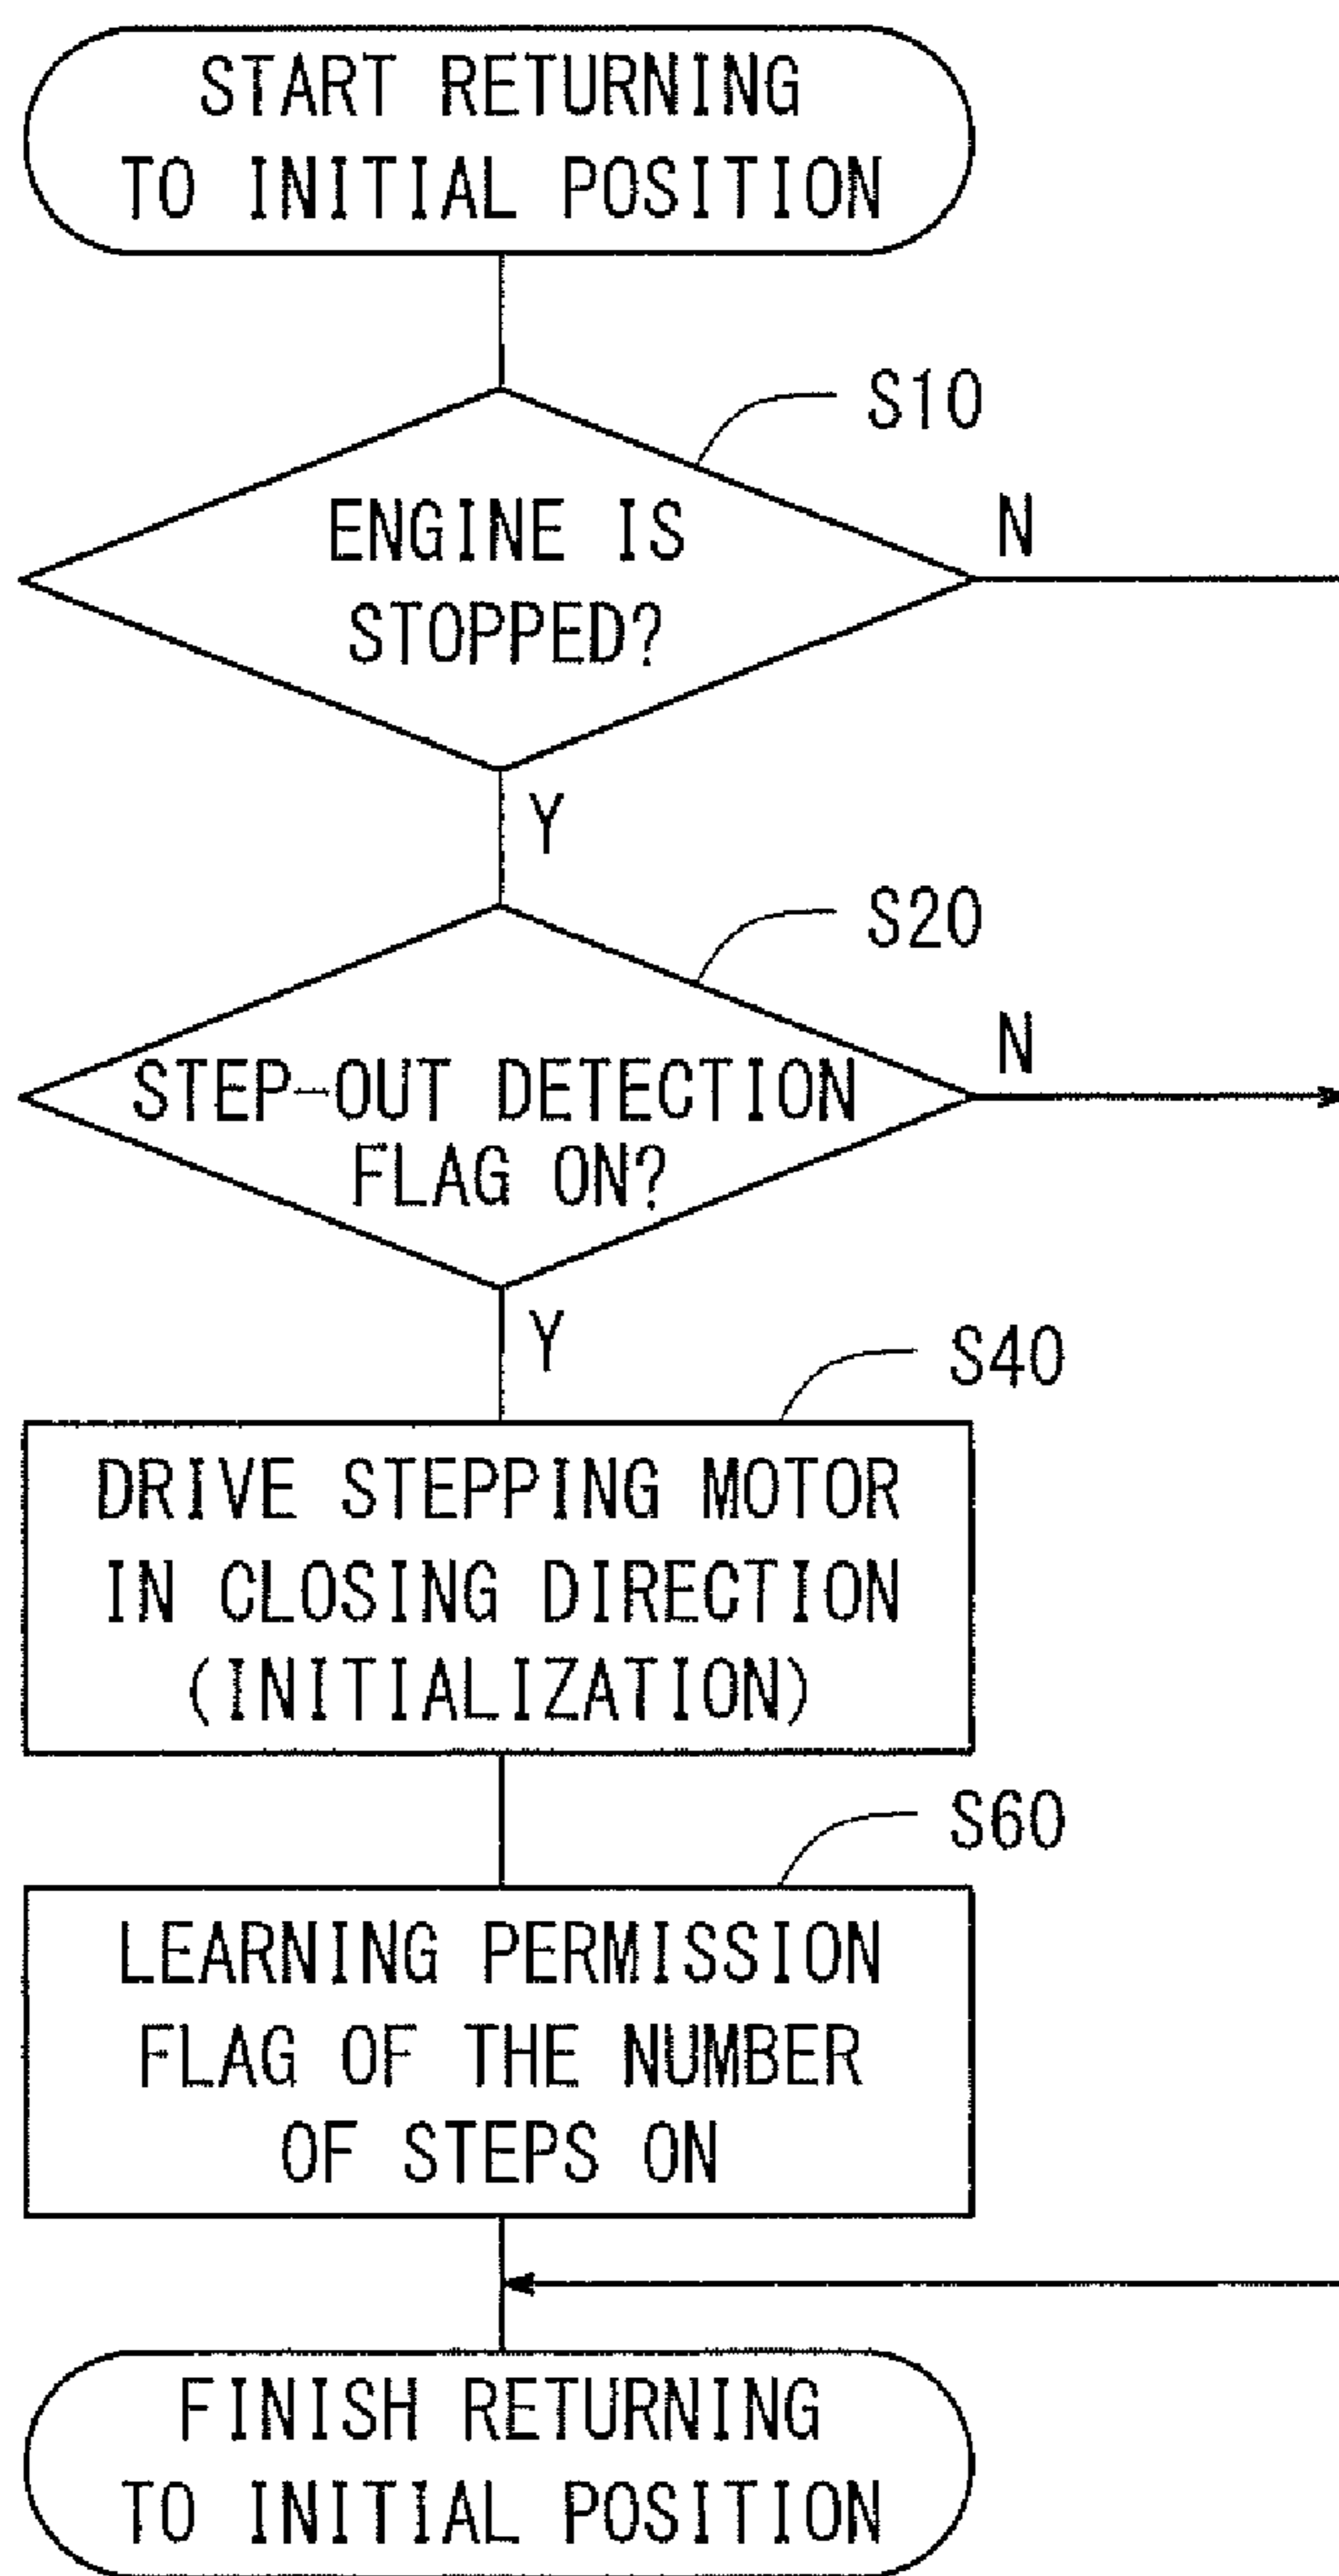 START RETURNING
TO INITIAL POSITION
S10
ENGINE IS
STOPPED?
N
Y
S20
STEP-OUT DETECTION
FLAG ON?
N
Y
S40
DRIVE STEPPING MOTOR
IN CLOSING DIRECTION
(INITIALIZATION)
S60
LEARNING PERMISSION
FLAG OF THE NUMBER
OF STEPS ON
FINISH RETURNING
TO INITIAL POSITION